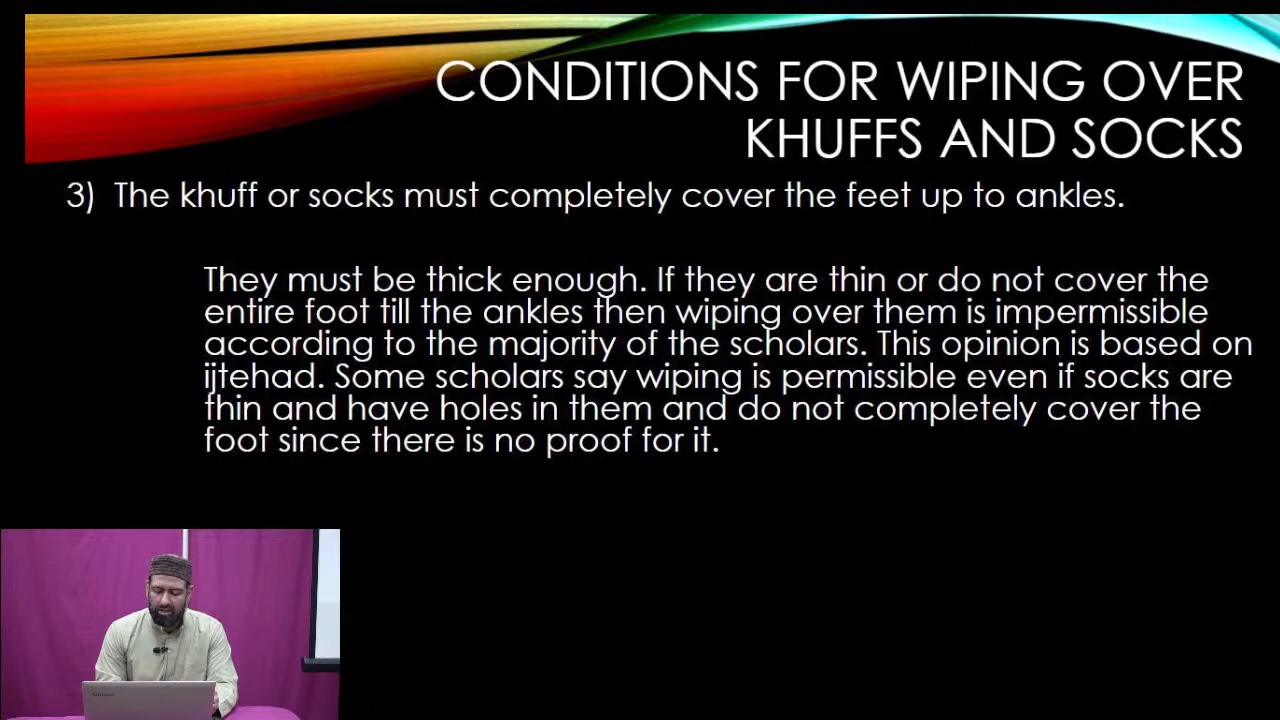 CONDITIONS FOR WIPING OVER
KHUFFS AND SOCKS
3) The khuff or socks must completely cover the feet up to ankles.
They must be thick enough. If they are thin or do not cover the
entire foot till the ankles then wiping over them is impermissible
according to the majority of the scholars. This opinion is based on
ijtehad. Some scholars say wiping is permissible even if socks are
thin and have holes in them and do not completely cover the
foot since there is no proof for it.